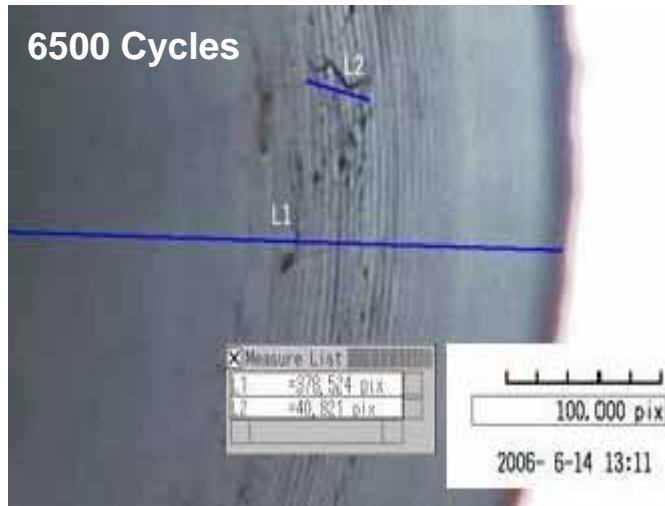 6500 Cycles
L2
L1
Measure List
L1 =378,524 pix
L2 =40,821 pix
100.000 pix
2006- 6-14 13:11